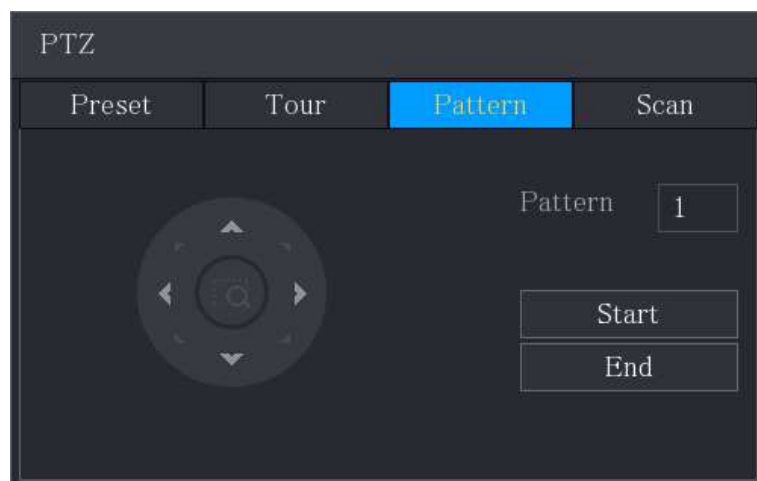 PTZ
Preset Tour Pattern Scan
Pattern 1
Start
End